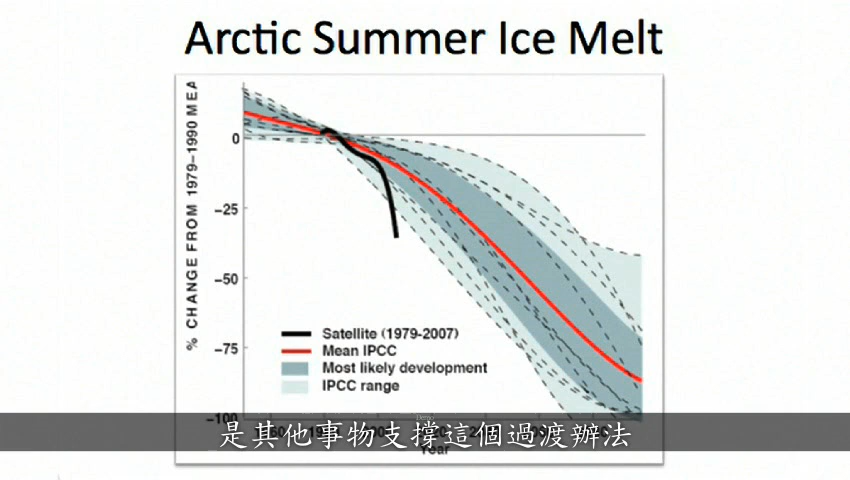 Arctic Summer Ice Melt
% CHANGE FROM 1979–1990 MEA
0
−25
−50
−75
−100
Satellite (1979-2007)
Mean IPCC
Most likely development
IPCC range
是其他事物支撐這個過渡辦法
Year